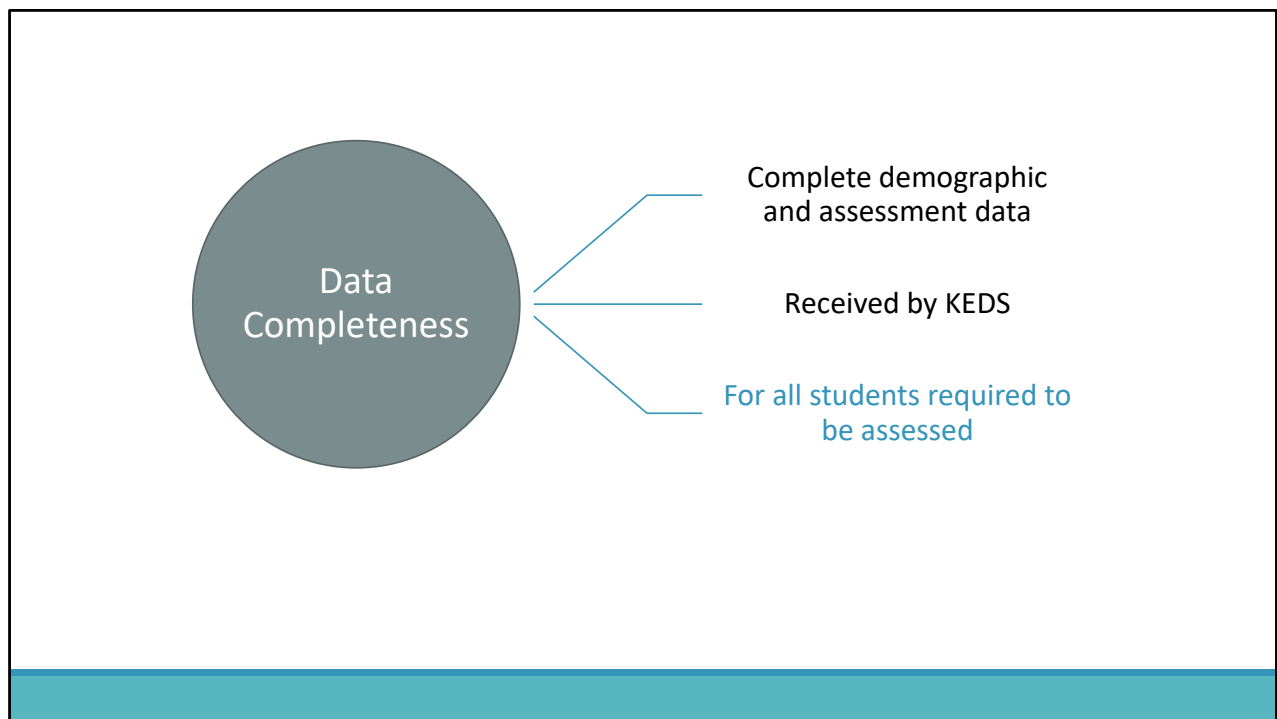 Data
Completeness
Complete demographic
and assessment data
Received by KEDS
For all students required to
be assessed